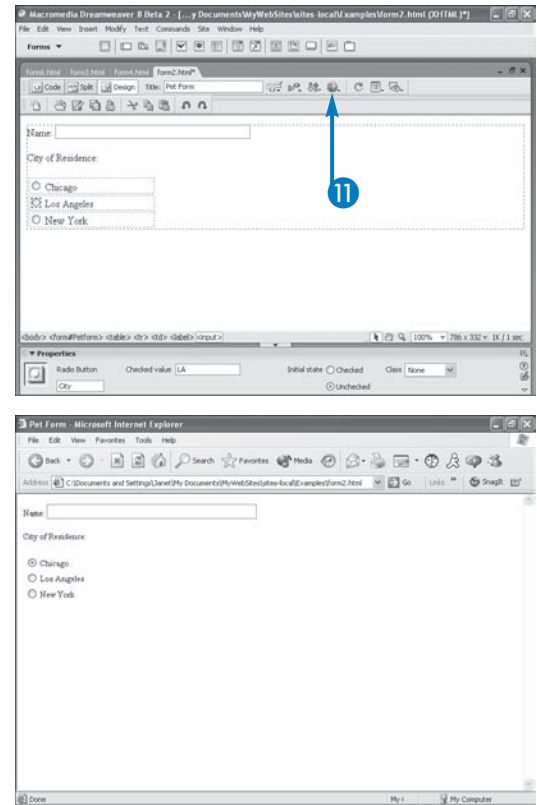 Macromedia Dreamweaver 8 Beta 2 - [...y Documents\MyWebSites\sites-local\Examples\form2.html (XHTML)*]
File Edit View Insert Modify Text Commands Site Window Help
Forms
form1.html form3.html form4.html form2.html*
Code Split Design Title: Pet Form
Name:
City of Residence:
Chicago
Los Angeles
New York
11
<body> <form#Petform> <table> <tr> <td> <label> <input> 100% 786 x 332 1K / 1 sec
Properties
Radio Button Checked value LA Initial state Checked Class None
City Unchecked
Pet Form - Microsoft Internet Explorer
File Edit View Favorites Tools Help
Back Search Favorites Media
Address C:\Documents and Settings\Janet\My Documents\MyWebSites\sites-local\Examples\form2.html Go Links » SnagIt
Name:
City of Residence:
Chicago
Los Angeles
New York
Done My Computer